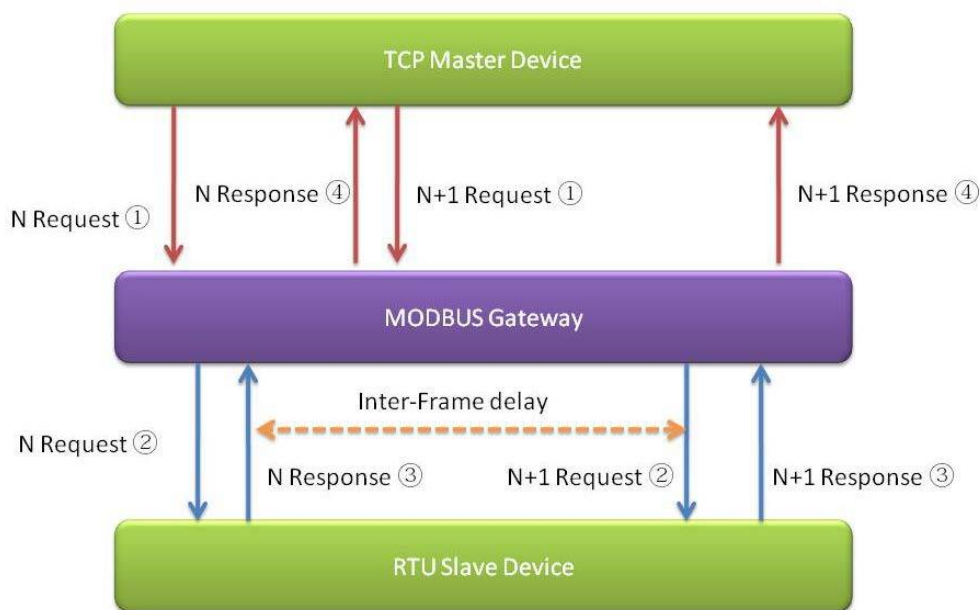 TCP Master Device
N Response ④
N+1 Request ①
N+1 Response ④
N Request ①
MODBUS Gateway
Inter-Frame delay
N Request ②
N Response ③
N+1 Request ②
N+1 Response ③
RTU Slave Device